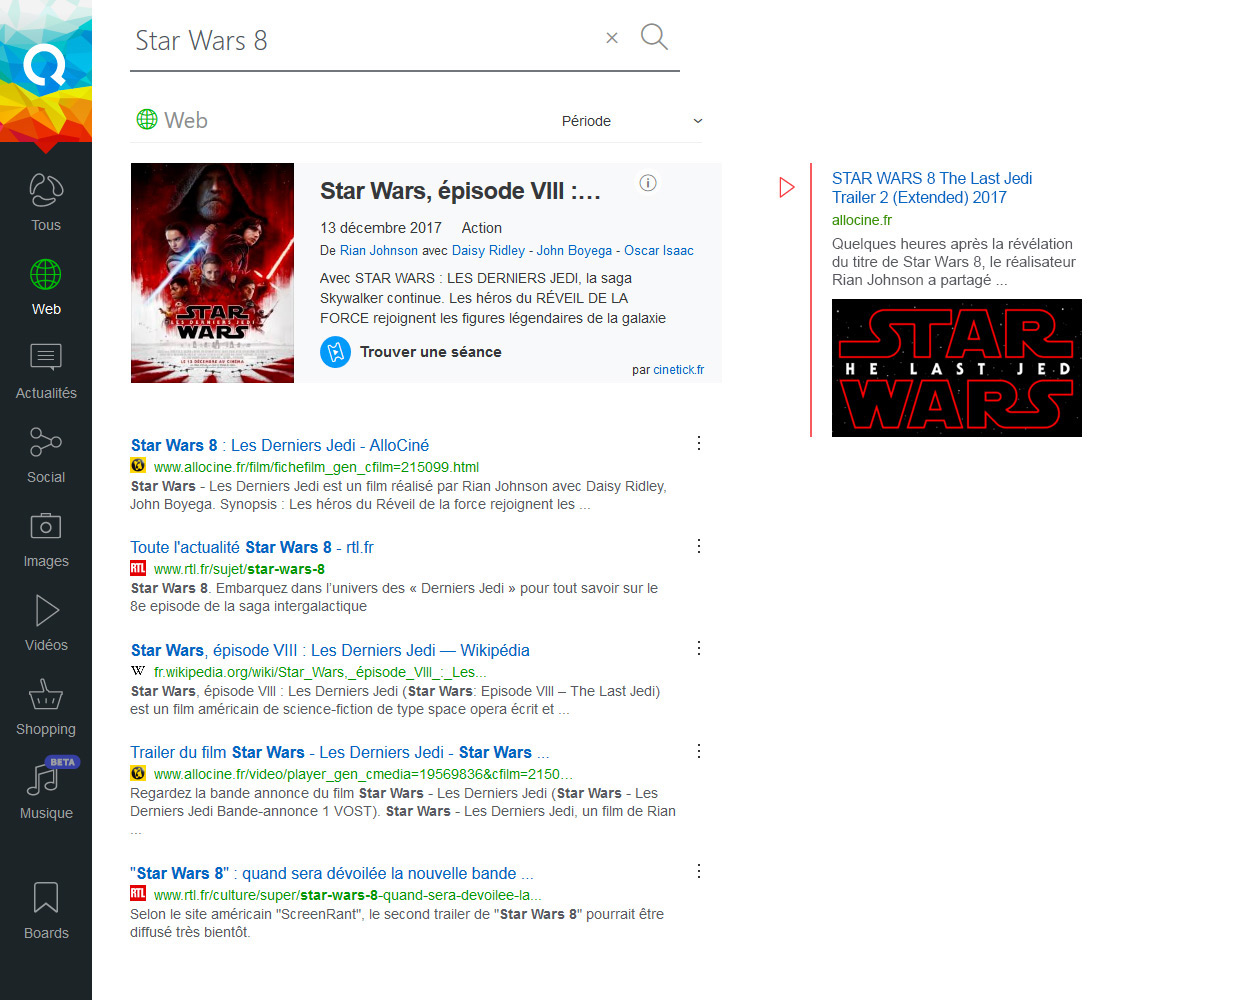 Star Wars 8
Web
Période
Tous
Web
Actualités
Social
Images
Vidéos
Shopping
BETA
Musique
Boards
STAR WARS
LES DERNIERS JEDI
LE 13 DÉCEMBRE AU CINÉMA
Star Wars, épisode VIII :…
13 décembre 2017 Action
De Rian Johnson avec Daisy Ridley - John Boyega - Oscar Isaac
Avec STAR WARS : LES DERNIERS JEDI, la saga
Skywalker continue. Les héros du RÉVEIL DE LA
FORCE rejoignent les figures légendaires de la galaxie
Trouver une séance
par cinetick.fr
STAR WARS 8 The Last Jedi
Trailer 2 (Extended) 2017
allocine.fr
Quelques heures après la révélation
du titre de Star Wars 8, le réalisateur
Rian Johnson a partagé ...
STAR
HE LAST JED
WARS
Star Wars 8 : Les Derniers Jedi - AlloCiné
www.allocine.fr/film/fichefilm_gen_cfilm=215099.html
Star Wars - Les Derniers Jedi est un film réalisé par Rian Johnson avec Daisy Ridley,
John Boyega. Synopsis : Les héros du Réveil de la force rejoignent les ...
Toute l'actualité Star Wars 8 - rtl.fr
RTL www.rtl.fr/sujet/star-wars-8
Star Wars 8. Embarquez dans l’univers des « Derniers Jedi » pour tout savoir sur le
8e episode de la saga intergalactique
Star Wars, épisode VIII : Les Derniers Jedi — Wikipédia
W fr.wikipedia.org/wiki/Star_Wars,_épisode_VIII_:_Les...
Star Wars, épisode VIII : Les Derniers Jedi (Star Wars: Episode VIII – The Last Jedi)
est un film américain de science-fiction de type space opera écrit et ...
Trailer du film Star Wars - Les Derniers Jedi - Star Wars ...
www.allocine.fr/video/player_gen_cmedia=19569836&cfilm=2150...
Regardez la bande annonce du film Star Wars - Les Derniers Jedi (Star Wars - Les
Derniers Jedi Bande-annonce 1 VOST). Star Wars - Les Derniers Jedi, un film de Rian
...
"Star Wars 8" : quand sera dévoilée la nouvelle bande ...
RTL www.rtl.fr/culture/super/star-wars-8-quand-sera-devoilee-la...
Selon le site américain "ScreenRant", le second trailer de "Star Wars 8" pourrait être
diffusé très bientôt.